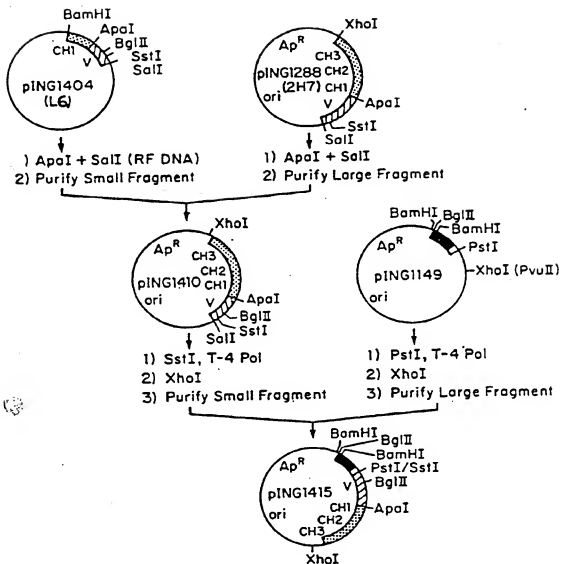 BamHI
ApaI
BglII
SstI
SalI
CH1
V
pING1404
(L6)
XhoI
ApR
CH3
pING1288 CH2
(2H7) CH1
ori
V
ApaI
SstI
SalI
) ApaI + SalI (RF DNA)
2) Purify Small Fragment
1) ApaI + SalI
2) Purify Large Fragment
XhoI
ApR
CH3
CH2
pING1410 CH1
ori
V
ApaI
BglII
SstI
SalI
BamHI BglII
BamHI
ApR
PstI
XhoI (PvuII)
pING1149
ori
1) SstI, T-4 Pol
2) XhoI
3) Purify Small Fragment
1) PstI, T-4 Pol
2) XhoI
3) Purify Large Fragment
BamHI
BglII
BamHI
ApR
PstI/SstI
V
BglII
pING1415
CH1
ApaI
ori
CH2
CH3
XhoI